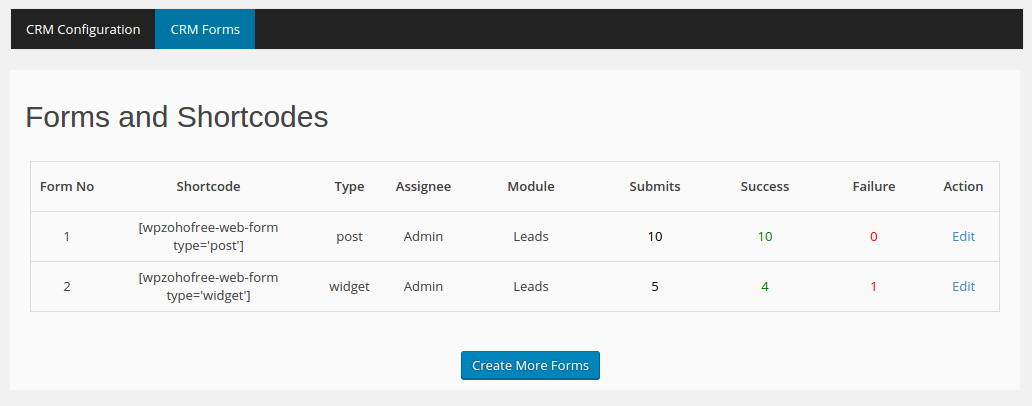 CRM Configuration CRM Forms
Forms and Shortcodes
Form No Shortcode Type Assignee Module Submits Success Failure Action
1 [wpzohofree-web-form type='post'] post Admin Leads 10 10 0 Edit
2 [wpzohofree-web-form type='widget'] widget Admin Leads 5 4 1 Edit
Create More Forms